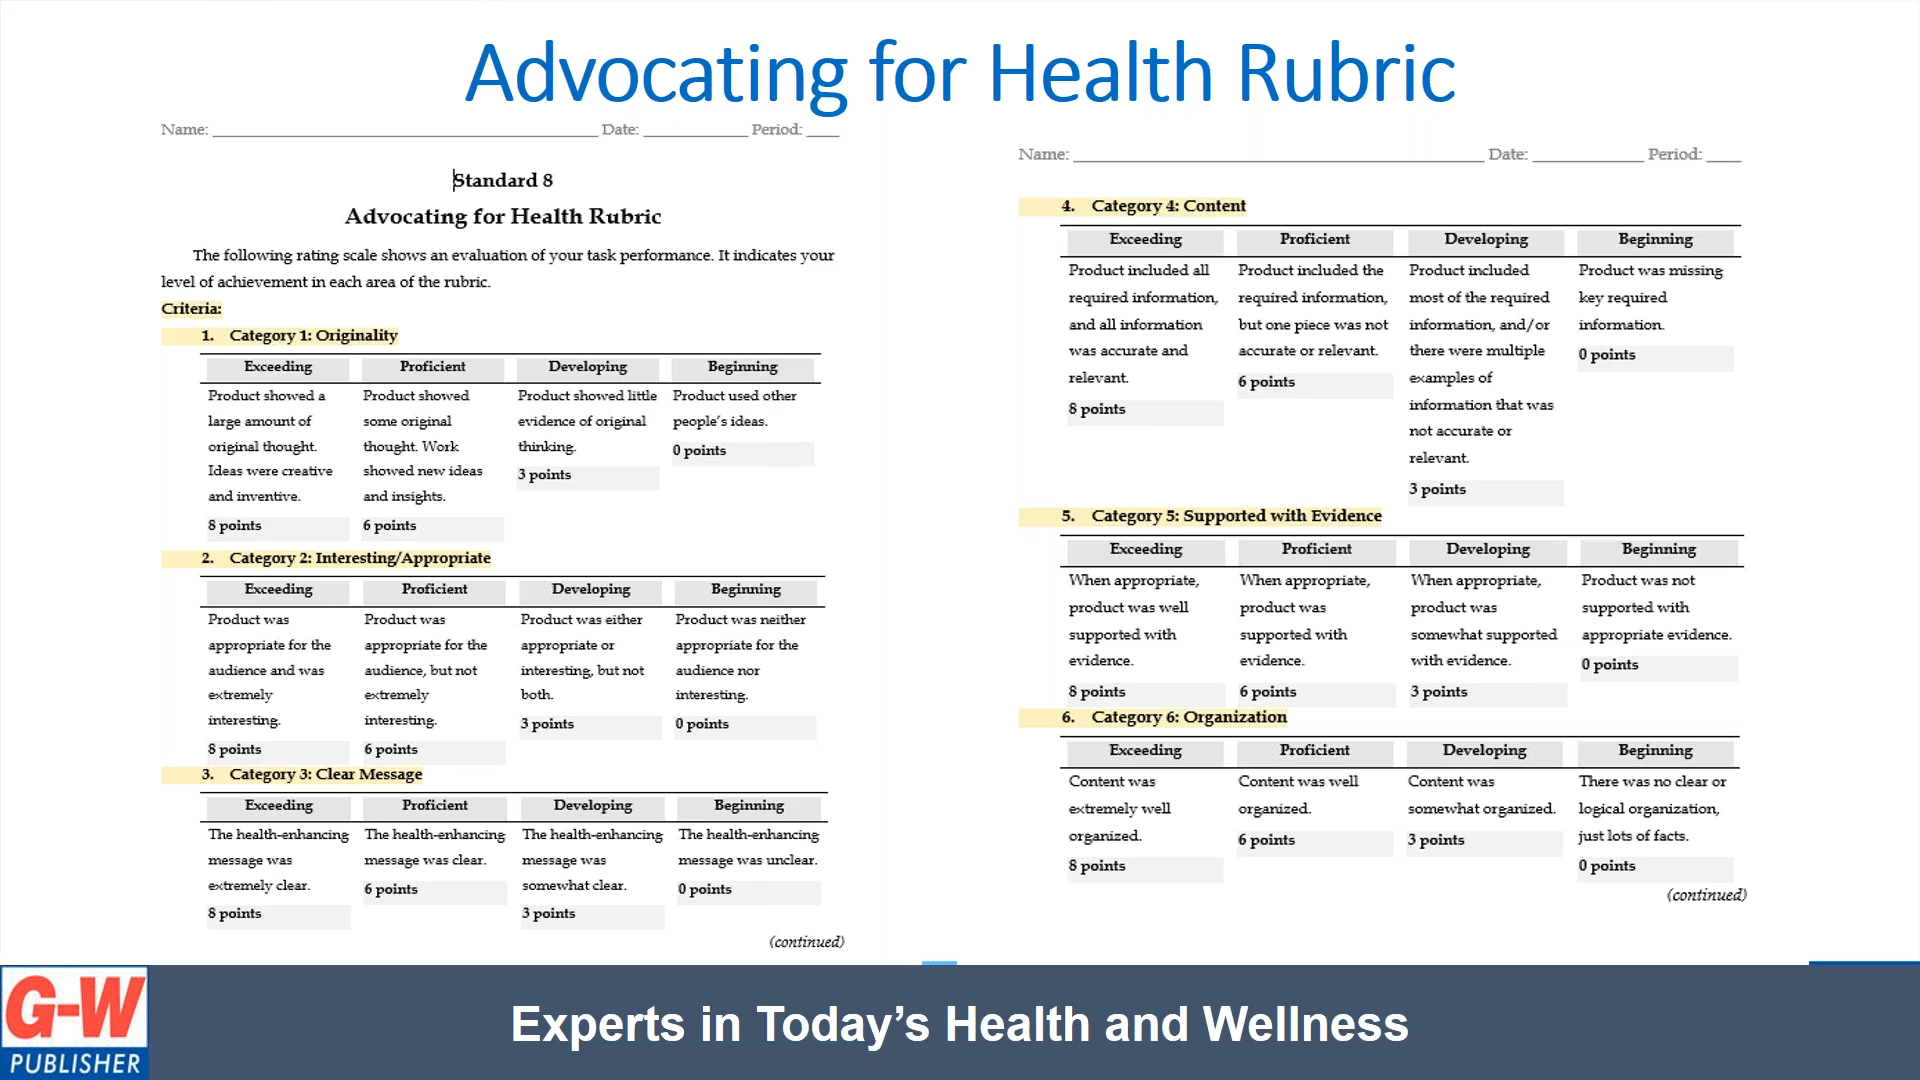 Advocating for Health Rubric
Name: Date: Period:
Standard 8
Advocating for Health Rubric
The following rating scale shows an evaluation of your task performance. It indicates your
level of achievement in each area of the rubric.
Criteria:
1. Category 1: Originality
Exceeding Proficient Developing Beginning
Product showed a
large amount of
original thought.
Ideas were creative
and inventive.
8 points
Product showed
some original
thought. Work
showed new ideas
and insights.
6 points
Product showed little
evidence of original
thinking.
3 points
Product used other
people's ideas.
0 points
2. Category 2: Interesting/Appropriate
Exceeding Proficient Developing Beginning
Product was
appropriate for the
audience and was
extremely
interesting.
8 points
Product was
appropriate for the
audience, but not
extremely
interesting.
6 points
Product was either
appropriate or
interesting, but not
both.
3 points
Product was neither
appropriate for the
audience nor
interesting.
0 points
3. Category 3: Clear Message
Exceeding Proficient Developing Beginning
The health-enhancing
message was
extremely clear.
8 points
The health-enhancing
message was clear.
6 points
The health-enhancing
message was
somewhat clear.
3 points
The health-enhancing
message was unclear.
0 points
(continued)
Name: Date: Period:
4. Category 4: Content
Exceeding Proficient Developing Beginning
Product included all
required information,
and all information
was accurate and
relevant.
8 points
Product included the
required information,
but one piece was not
accurate or relevant.
6 points
Product included
most of the required
information, and/or
there were multiple
examples of
information that was
not accurate or
relevant.
3 points
Product was missing
key required
information.
0 points
5. Category 5: Supported with Evidence
Exceeding Proficient Developing Beginning
When appropriate,
product was well
supported with
evidence.
8 points
When appropriate,
product was
supported with
evidence.
6 points
When appropriate,
product was
somewhat supported
with evidence.
3 points
Product was not
supported with
appropriate evidence.
0 points
6. Category 6: Organization
Exceeding Proficient Developing Beginning
Content was
extremely well
organized.
8 points
Content was well
organized.
6 points
Content was
somewhat organized.
3 points
There was no clear or
logical organization,
just lots of facts.
0 points
(continued)
G-W
PUBLISHER
Experts in Today's Health and Wellness